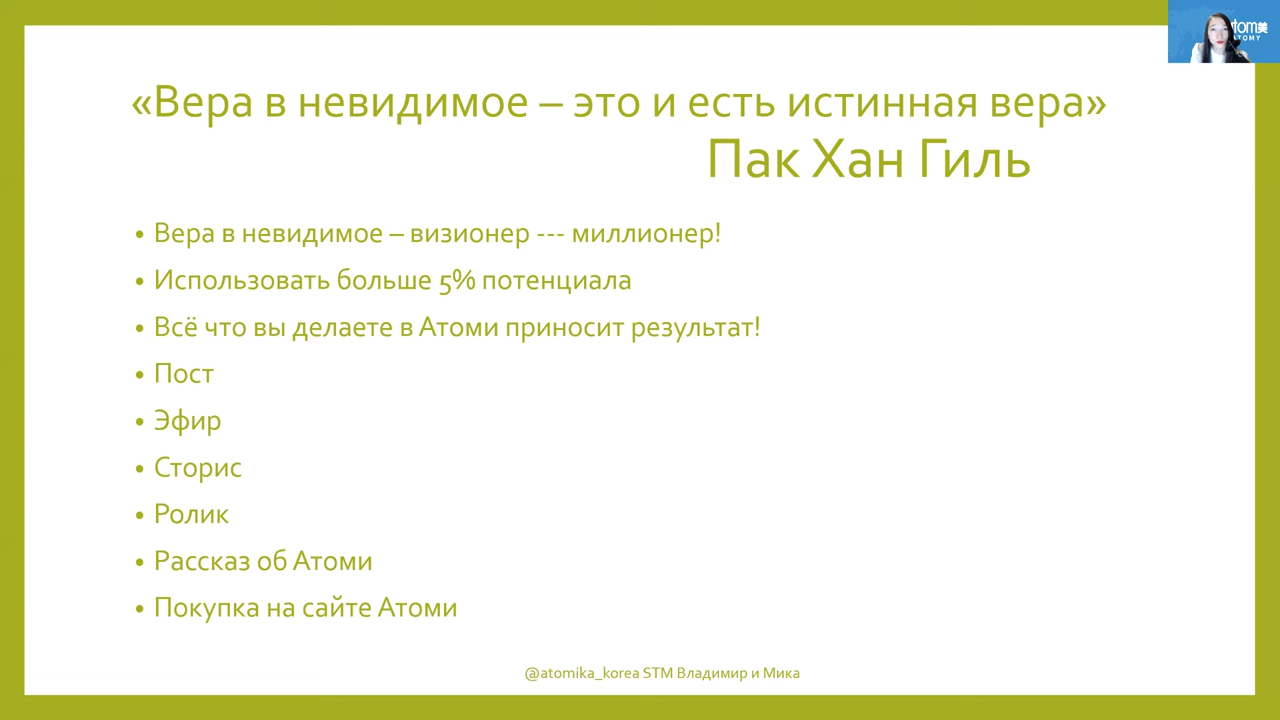 «Вера в невидимое – это и есть истинная вера»
Пак Хан Гиль
• Вера в невидимое – визионер --- миллионер!
• Использовать больше 5% потенциала
• Всё что вы делаете в Атоми приносит результат!
• Пост
• Эфир
• Сторис
• Ролик
• Рассказ об Атоми
• Покупка на сайте Атоми
@atomika_korea STM Владимир и Мика